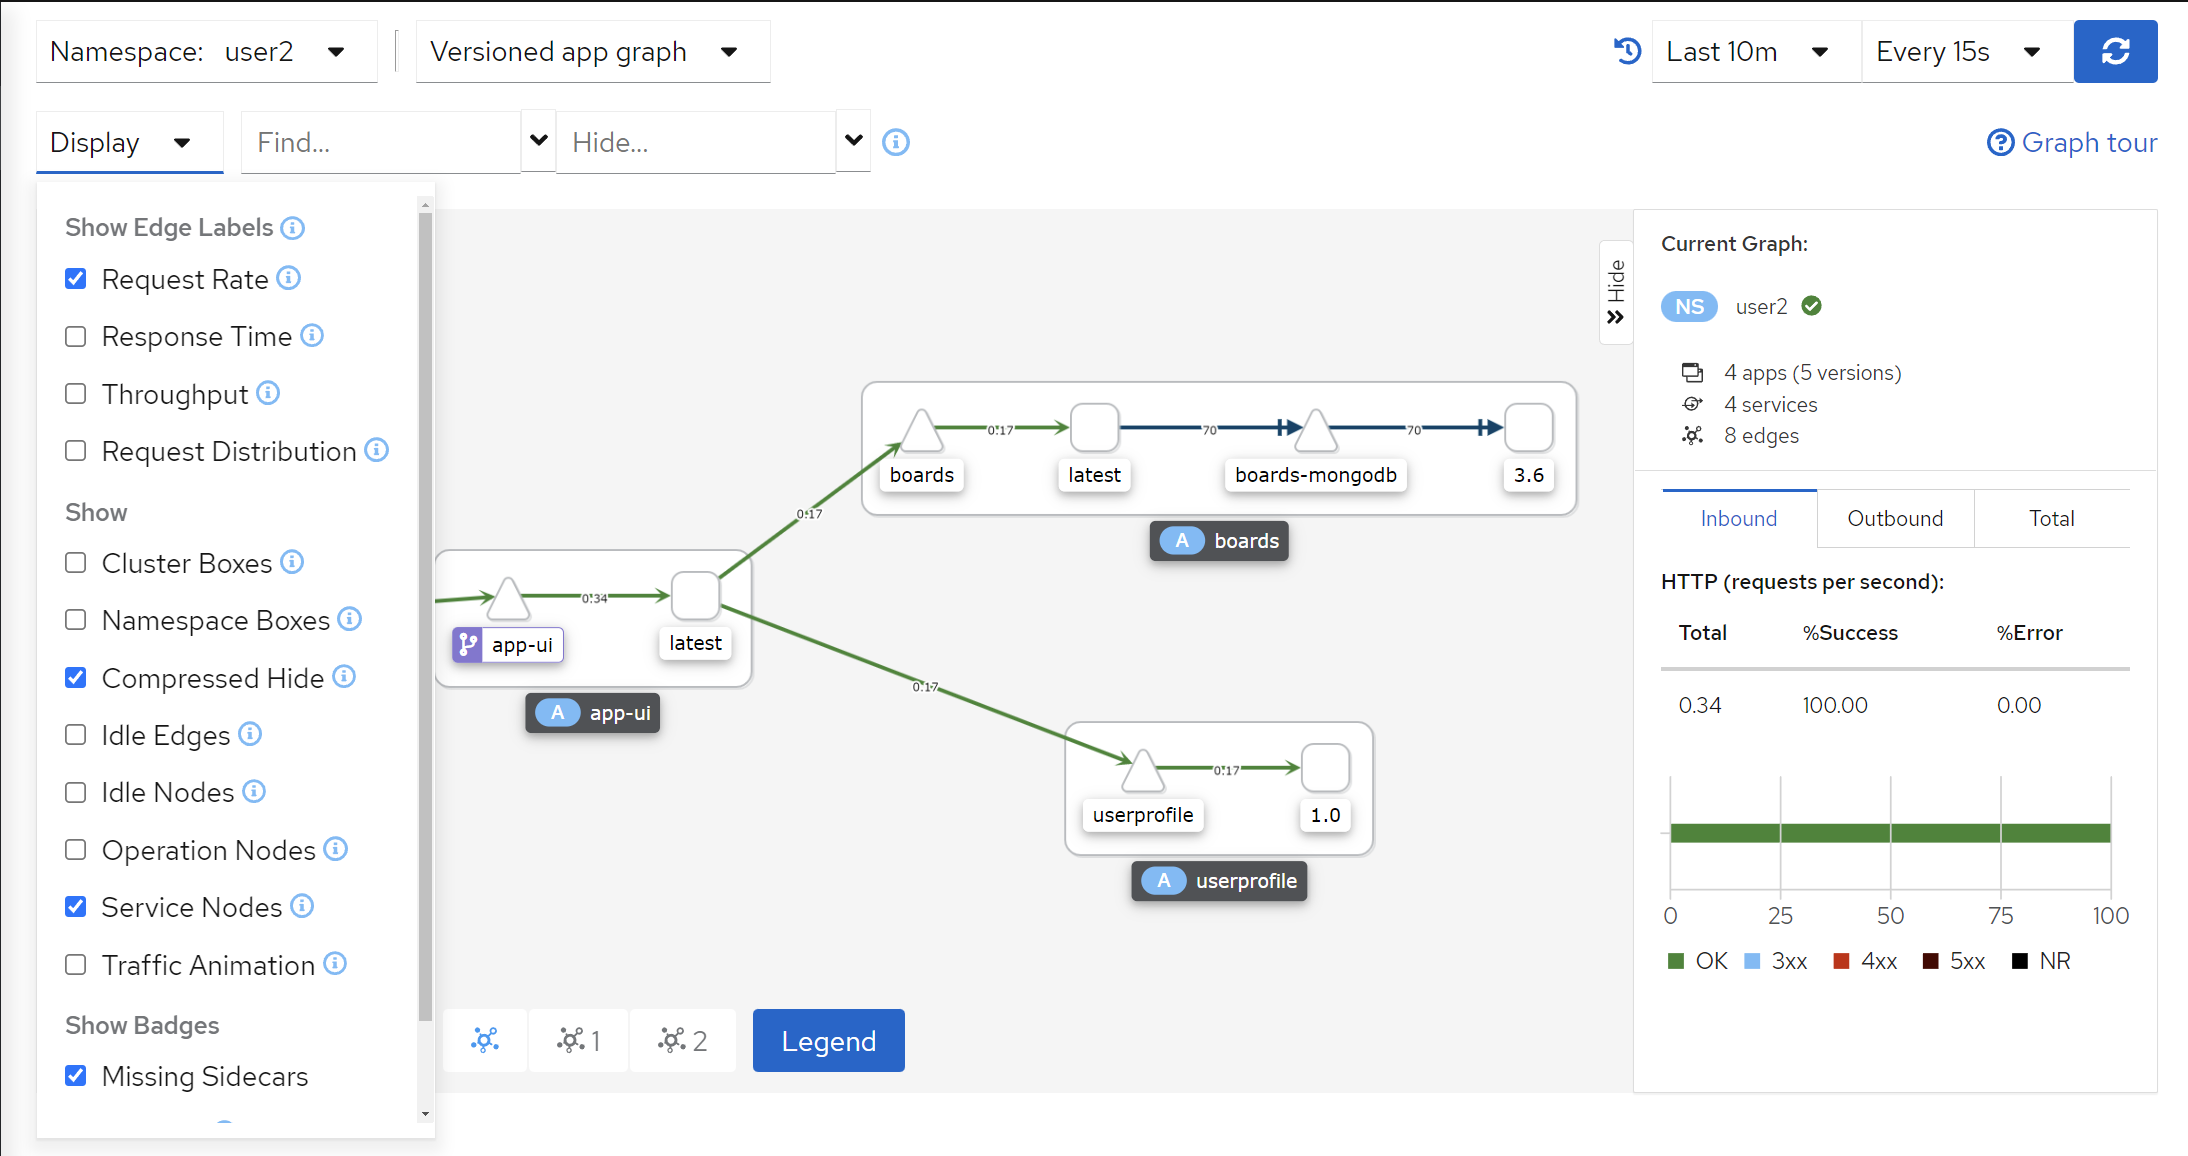 Namespace: user2
Versioned app graph
Last 10m
Every 15s
Display
Find...
Hide...
Graph tour
Show Edge Labels
Request Rate
Response Time
Throughput
Request Distribution
Show
Cluster Boxes
Namespace Boxes
Compressed Hide
Idle Edges
Idle Nodes
Operation Nodes
Service Nodes
Traffic Animation
Show Badges
Missing Sidecars
0.17
70
70
boards
latest
boards-mongodb
3.6
A boards
0.17
0.34
app-ui
latest
A app-ui
0.17
0.17
userprofile
1.0
A userprofile
1
2
Legend
Hide
Current Graph:
NS user2
4 apps (5 versions)
4 services
8 edges
Inbound
Outbound
Total
HTTP (requests per second):
Total %Success %Error
0.34 100.00 0.00
0 25 50 75 100
OK 3xx 4xx 5xx NR